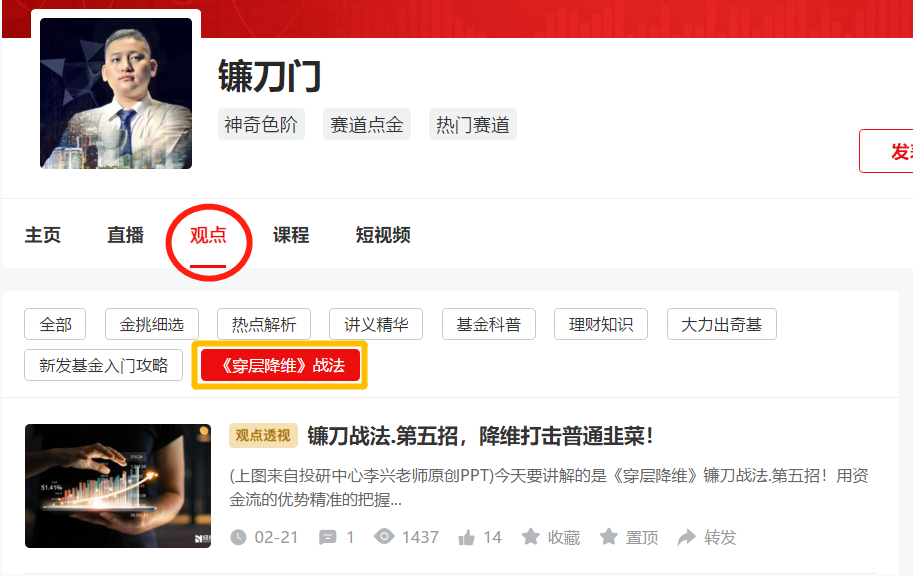 镰刀门
神奇色阶 赛道点金 热门赛道
主页 直播 观点 课程 短视频
全部 金挑细选 热点解析 讲义精华 基金科普 理财知识 大力出奇基
新发基金入门攻略 《穿层降维》战法
观点透视 镰刀战法.第五招，降维打击普通韭菜！
(上图来自投研中心李兴老师原创PPT)今天要讲解的是《穿层降维》镰刀战法.第五招！用资
金流的优势精准的把握...
02-21 1 1437 14 收藏 置顶 转发
51.41%